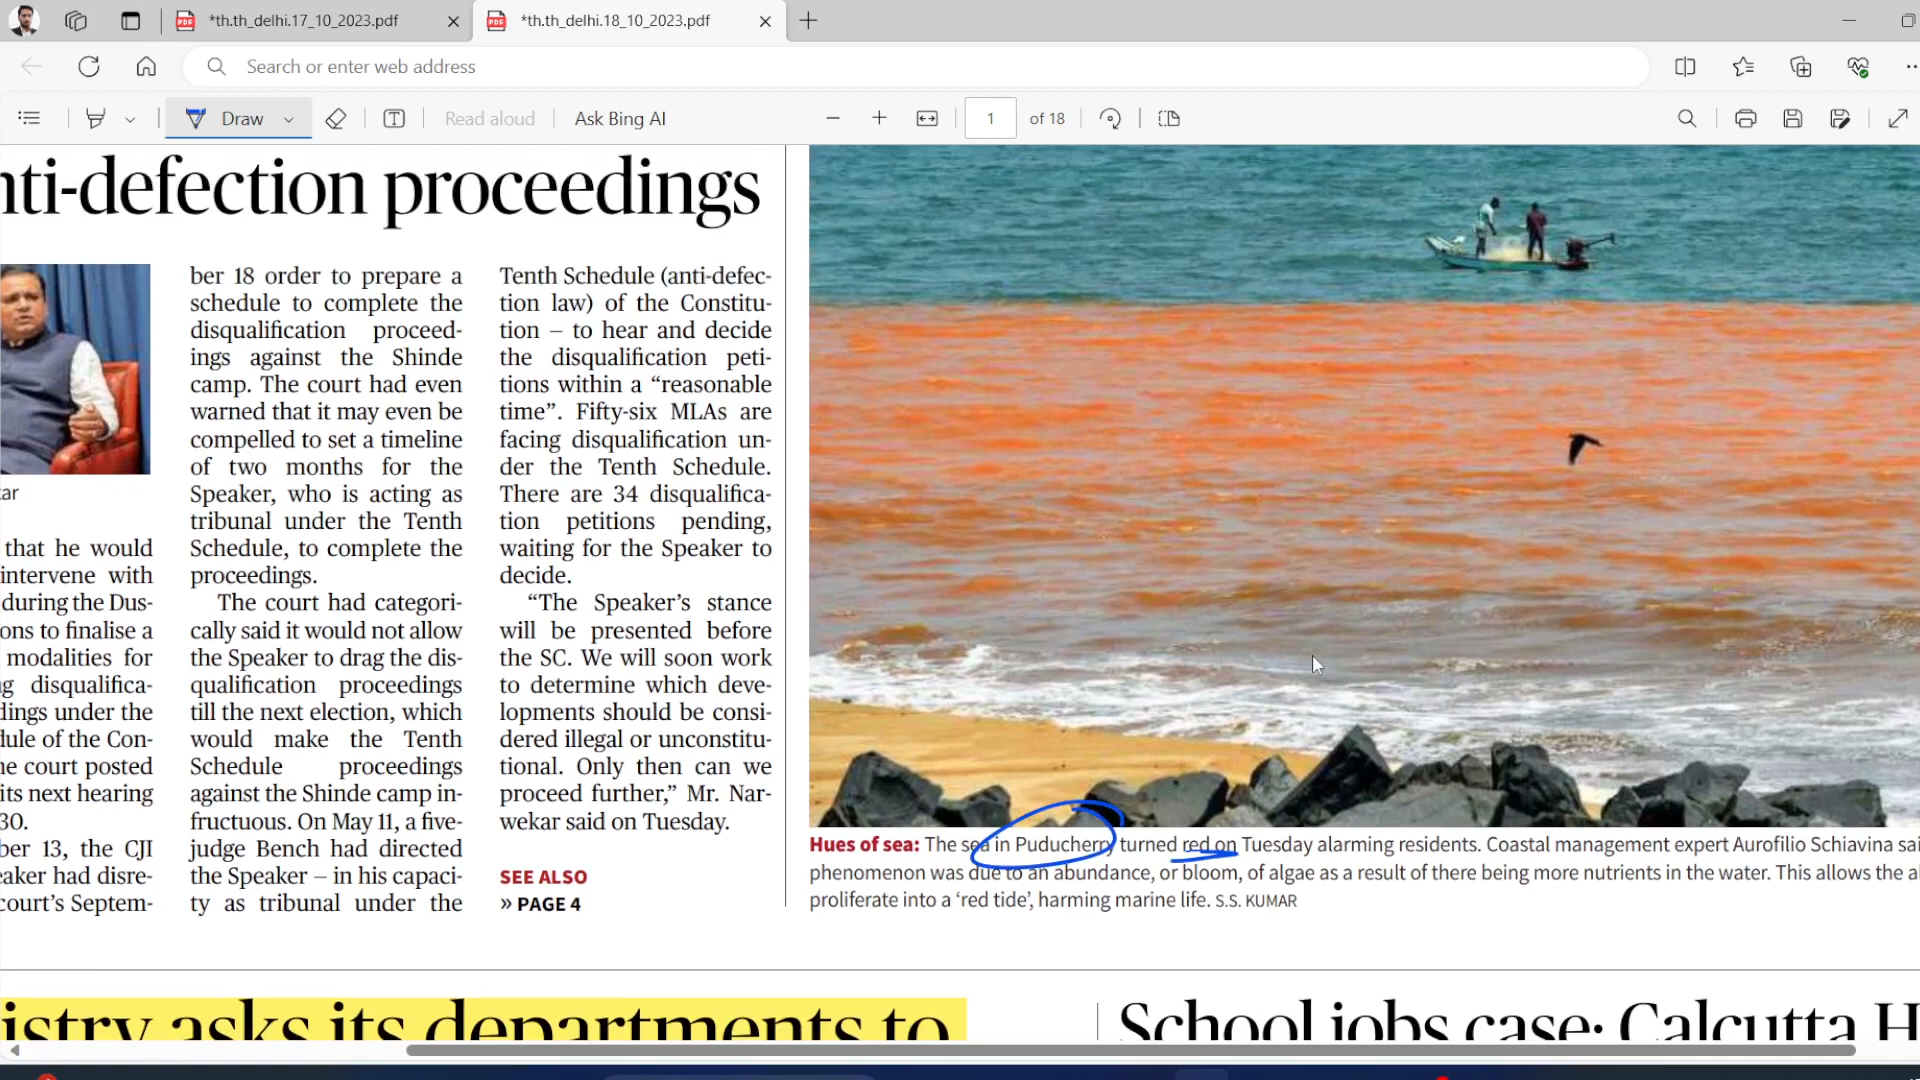 *th.th_delhi.17_10_2023.pdf
*th.th_delhi.18_10_2023.pdf
Search or enter web address
Draw
Read aloud
Ask Bing AI
1
of 18
nti-defection proceedings
ar
that he would
intervene with
during the Dus-
ons to finalise a
modalities for
g disqualifica-
dings under the
dule of the Con-
he court posted
its next hearing
30.
ber 13, the CJI
eaker had disre-
court's Septem-
ber 18 order to prepare a
schedule to complete the
disqualification proceed-
ings against the Shinde
camp. The court had even
warned that it may even be
compelled to set a timeline
of two months for the
Speaker, who is acting as
tribunal under the Tenth
Schedule, to complete the
proceedings.
The court had categori-
cally said it would not allow
the Speaker to drag the dis-
qualification proceedings
till the next election, which
would make the Tenth
Schedule proceedings
against the Shinde camp in-
fructuous. On May 11, a five-
judge Bench had directed
the Speaker – in his capaci-
ty as tribunal under the
Tenth Schedule (anti-defec-
tion law) of the Constitu-
tion – to hear and decide
the disqualification peti-
tions within a “reasonable
time”. Fifty-six MLAs are
facing disqualification un-
der the Tenth Schedule.
There are 34 disqualifica-
tion petitions pending,
waiting for the Speaker to
decide.
“The Speaker’s stance
will be presented before
the SC. We will soon work
to determine which deve-
lopments should be consi-
dered illegal or unconstitu-
tional. Only then can we
proceed further,” Mr. Nar-
wekar said on Tuesday.
SEE ALSO
» PAGE 4
Hues of sea: The sea in Puducherry turned red on Tuesday alarming residents. Coastal management expert Aurofilio Schiavina sai
phenomenon was due to an abundance, or bloom, of algae as a result of there being more nutrients in the water. This allows the al
proliferate into a ‘red tide’, harming marine life. S.S. KUMAR
istry asks its departments to
School jobs case: Calcutta H